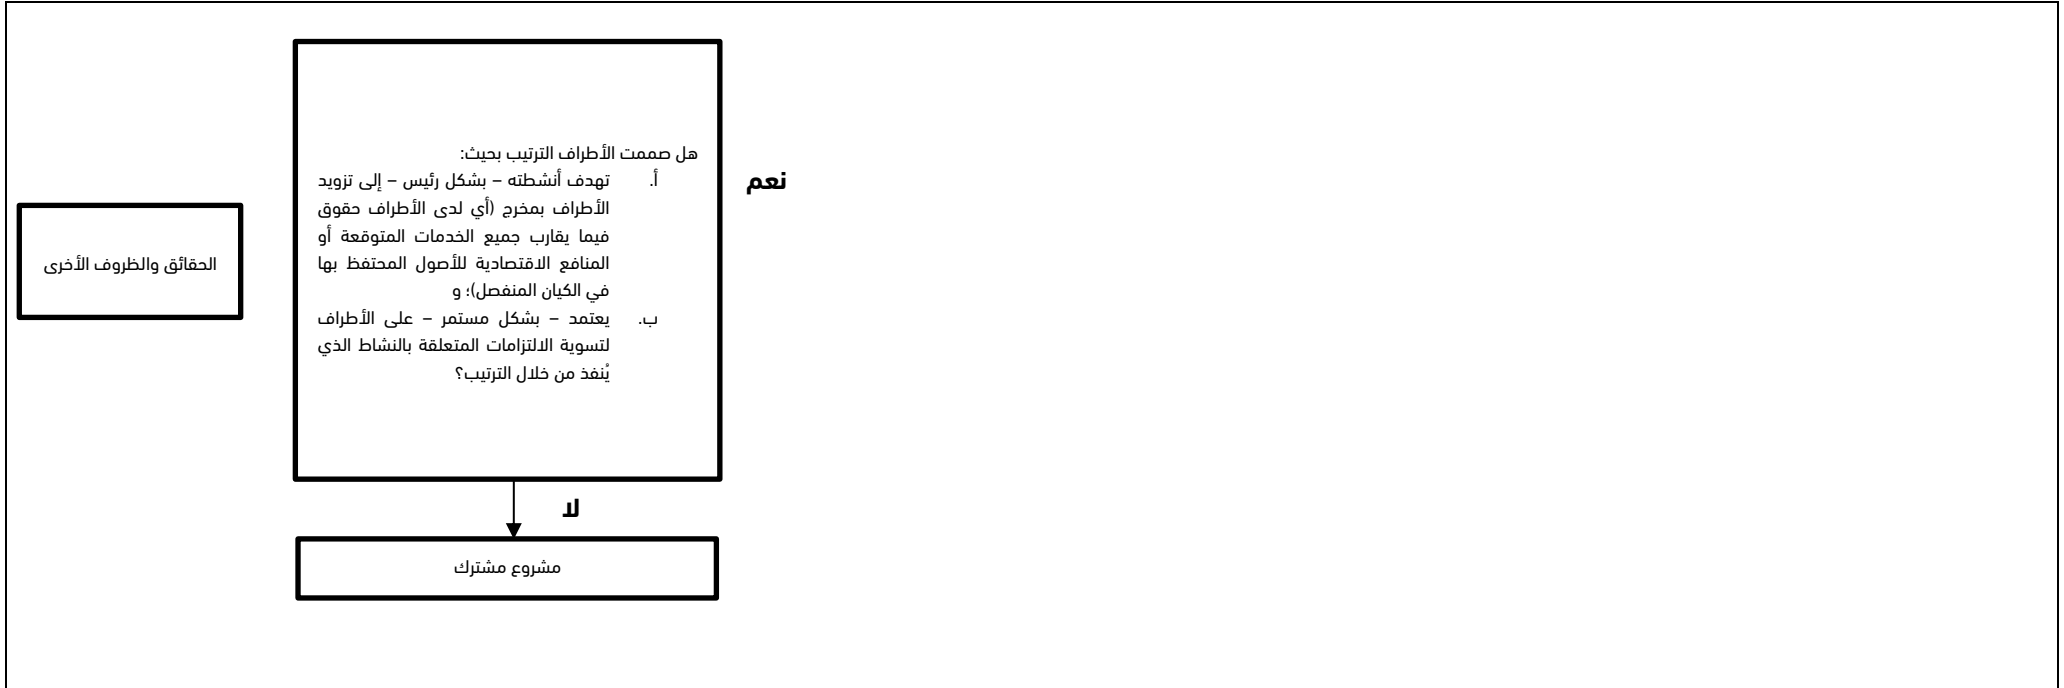 هل صممت الأطراف الترتيب بحيث:
أ. تهدف أنشطته – بشكل رئيس – إلى تزويد
الأطراف بمخرج (أي لدى الأطراف حقوق
فيما يقارب جميع الخدمات المتوقعة أو
المنافع الاقتصادية للأصول المحتفظ بها
في الكيان المنفصل)؛ و
ب. يعتمد – بشكل مستمر – على الأطراف
لتسوية الالتزامات المتعلقة بالنشاط الذي
يُنفذ من خلال الترتيب؟
نعم
الحقائق والظروف الأخرى
لا
مشروع مشترك